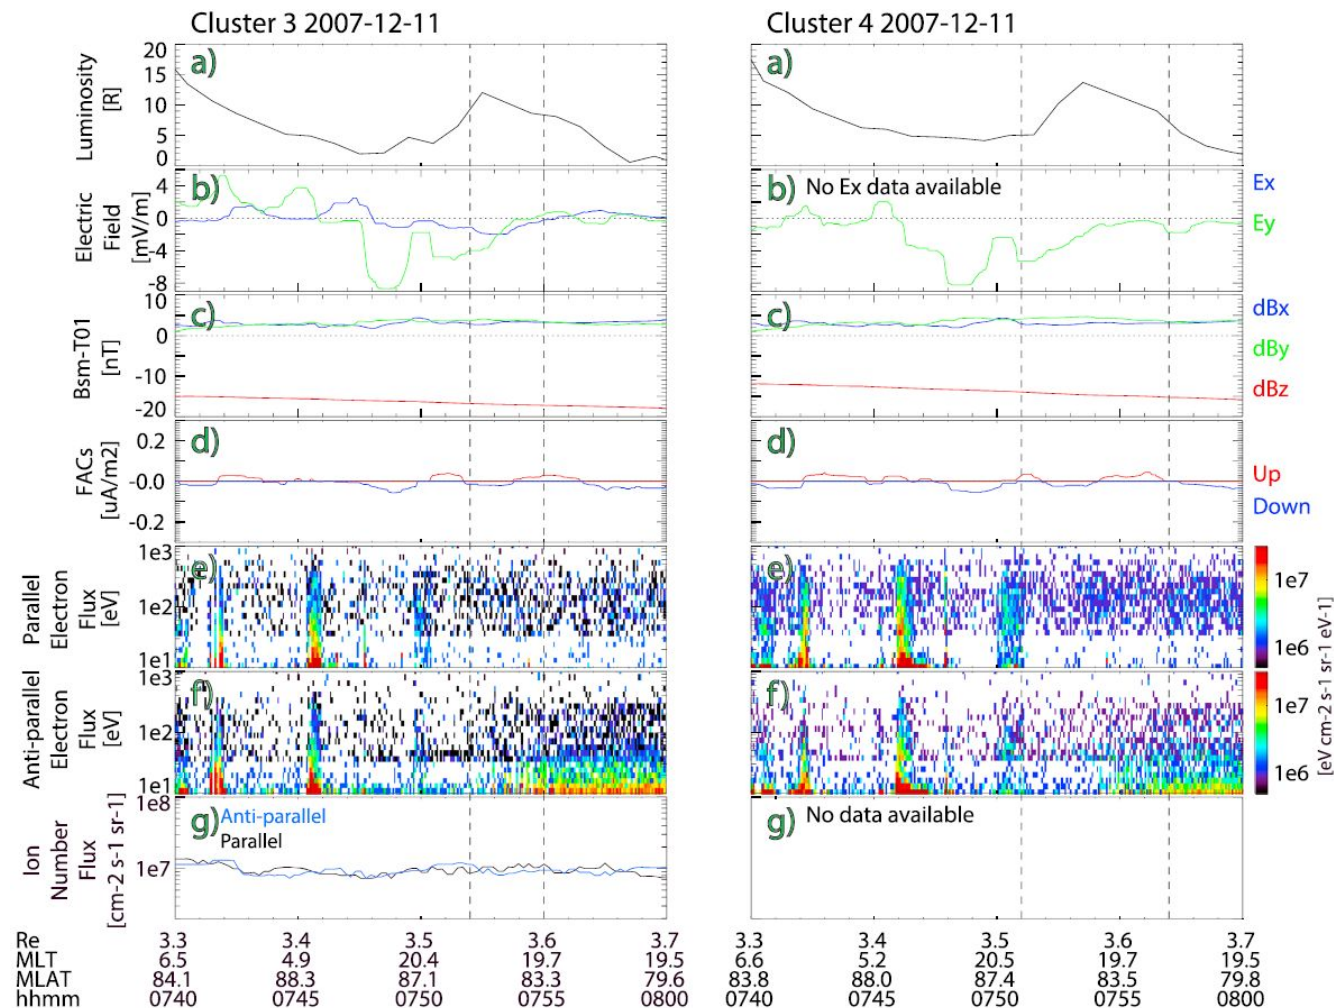 Cluster 3 2007-12-11
Luminosity
[R]
20
15
10
5
0
a)
Electric
Field
[mV/m]
4
0
-4
-8
b)
Bsm-T01
[nT]
10
0
-10
-20
c)
FACs
[uA/m2]
0.2
-0.0
-0.2
d)
Parallel
Electron
Flux
[eV]
1e3
1e2
1e1
e)
Anti-parallel
Electron
Flux
[eV]
1e3
1e2
1e1
f)
Ion
Number
Flux
[cm-2 s-1 sr-1]
1e8
1e7
g)
Anti-parallel
Parallel
Re 3.3 3.4 3.5 3.6 3.7
MLT 6.5 4.9 20.4 19.7 19.5
MLAT 84.1 88.3 87.1 83.3 79.6
hhmm 0740 0745 0750 0755 0800
Cluster 4 2007-12-11
a)
b) No Ex data available
Ex
Ey
c)
dBx
dBy
dBz
d)
Up
Down
e)
1e7
1e6
f)
1e7
1e6
[eV cm-2 s-1 sr-1 eV-1]
g) No data available
3.3 3.4 3.5 3.6 3.7
6.6 5.2 20.5 19.7 19.5
83.8 88.0 87.4 83.5 79.8
0740 0745 0750 0755 0800